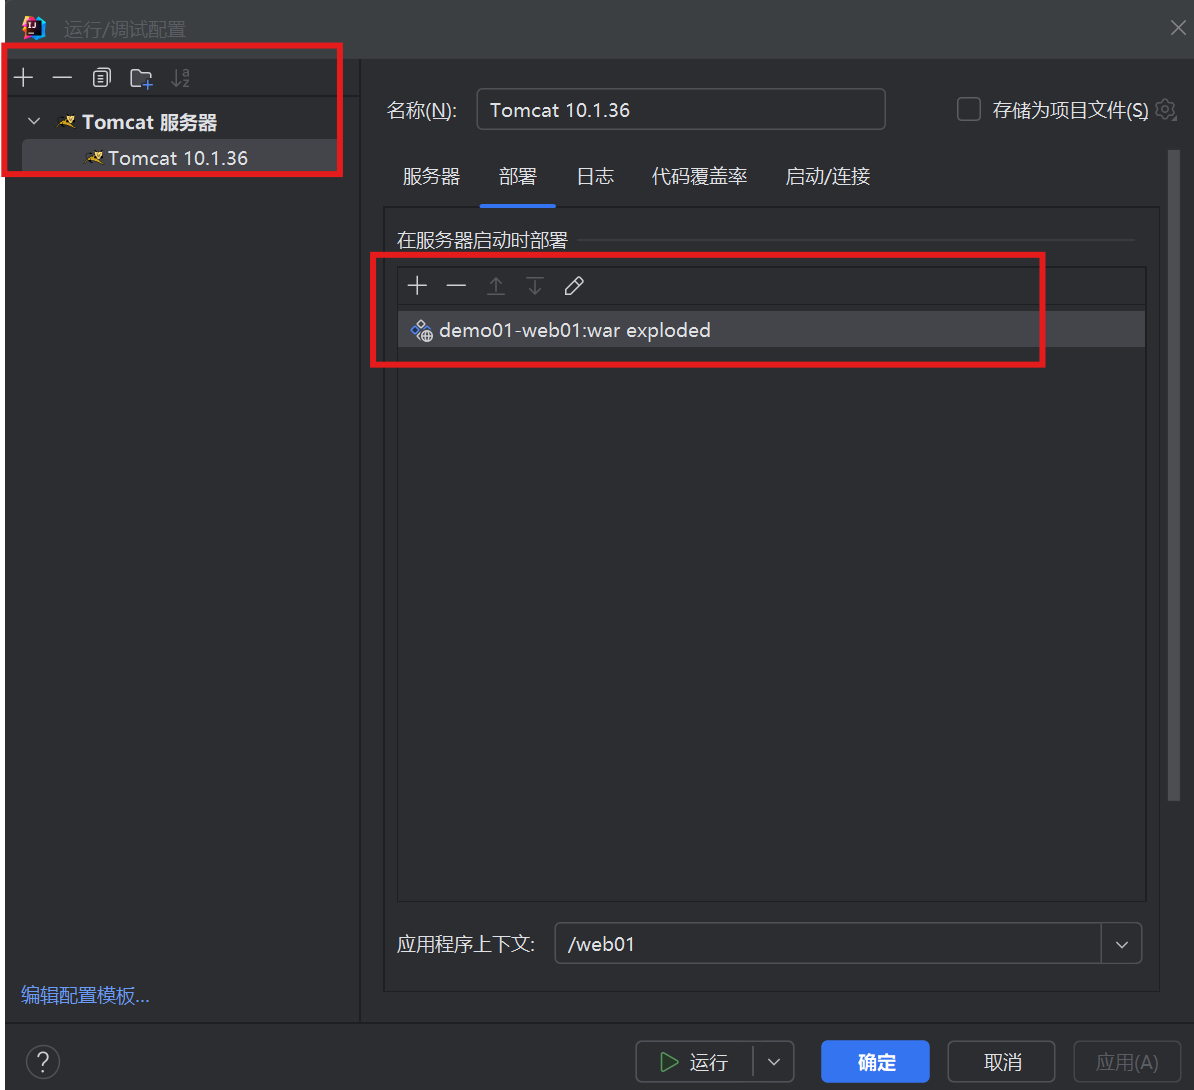 运行/调试配置
Tomcat 服务器
Tomcat 10.1.36
名称(N): Tomcat 10.1.36 存储为项目文件(S)
服务器 部署 日志 代码覆盖率 启动/连接
在服务器启动时部署
demo01-web01:war exploded
应用程序上下文: /web01
编辑配置模板...
? 运行 确定 取消 应用(A)